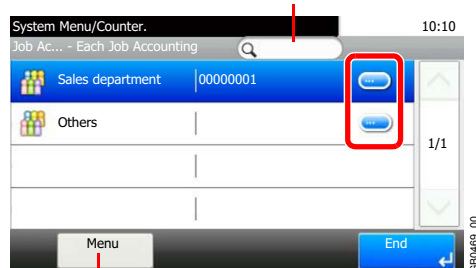 System Menu/Counter.
10:10
Job Ac... - Each Job Accounting
Sales department 00000001 ...
Others ...
1/1
Menu
End